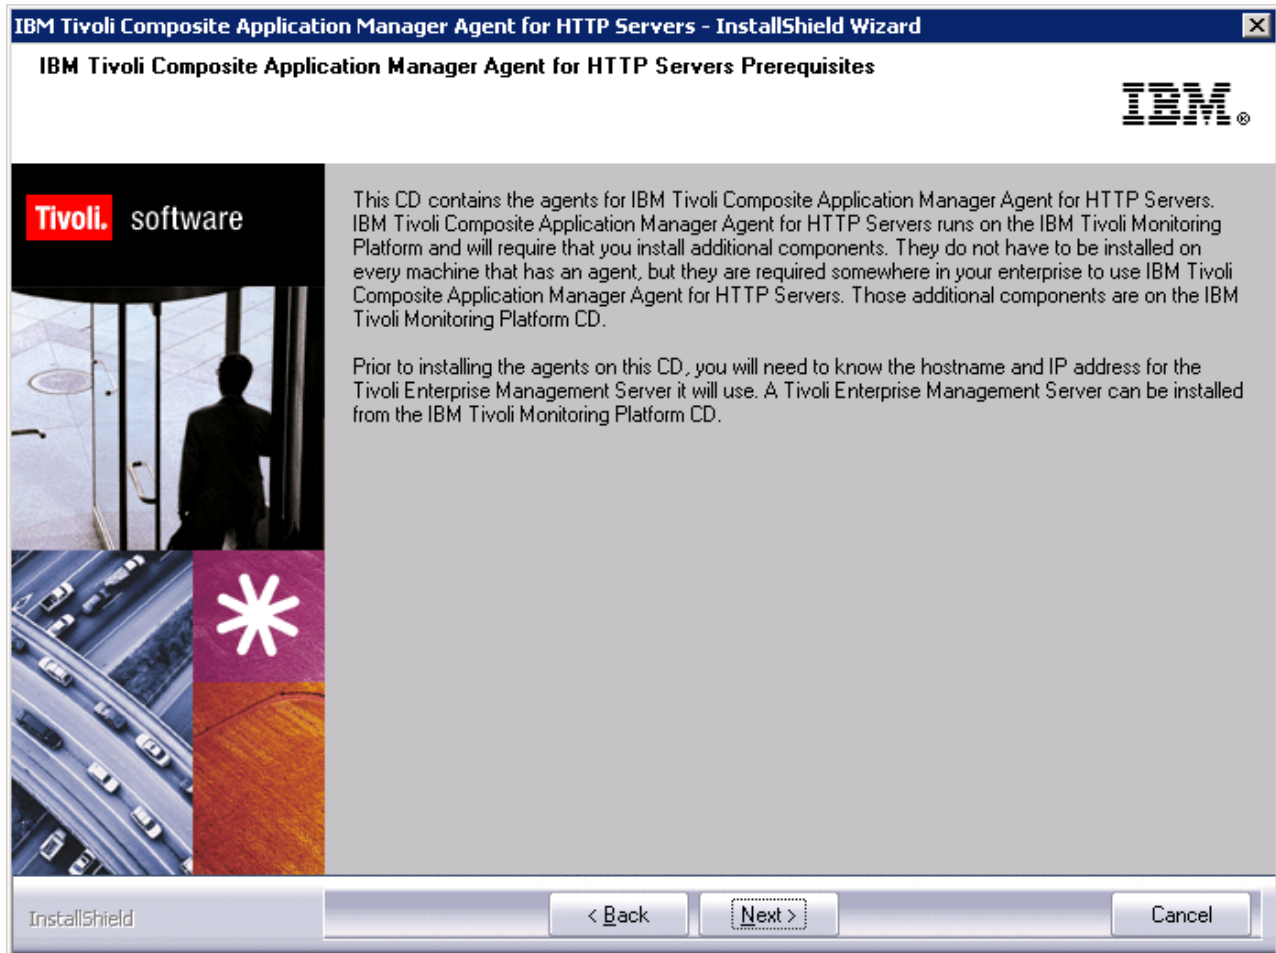 IBM Tivoli Composite Application Manager Agent for HTTP Servers - InstallShield Wizard
IBM Tivoli Composite Application Manager Agent for HTTP Servers Prerequisites
IBM®
Tivoli. software
This CD contains the agents for IBM Tivoli Composite Application Manager Agent for HTTP Servers.
IBM Tivoli Composite Application Manager Agent for HTTP Servers runs on the IBM Tivoli Monitoring
Platform and will require that you install additional components. They do not have to be installed on
every machine that has an agent, but they are required somewhere in your enterprise to use IBM Tivoli
Composite Application Manager Agent for HTTP Servers. Those additional components are on the IBM
Tivoli Monitoring Platform CD.
Prior to installing the agents on this CD, you will need to know the hostname and IP address for the
Tivoli Enterprise Management Server it will use. A Tivoli Enterprise Management Server can be installed
from the IBM Tivoli Monitoring Platform CD.
InstallShield
< Back
Next >
Cancel